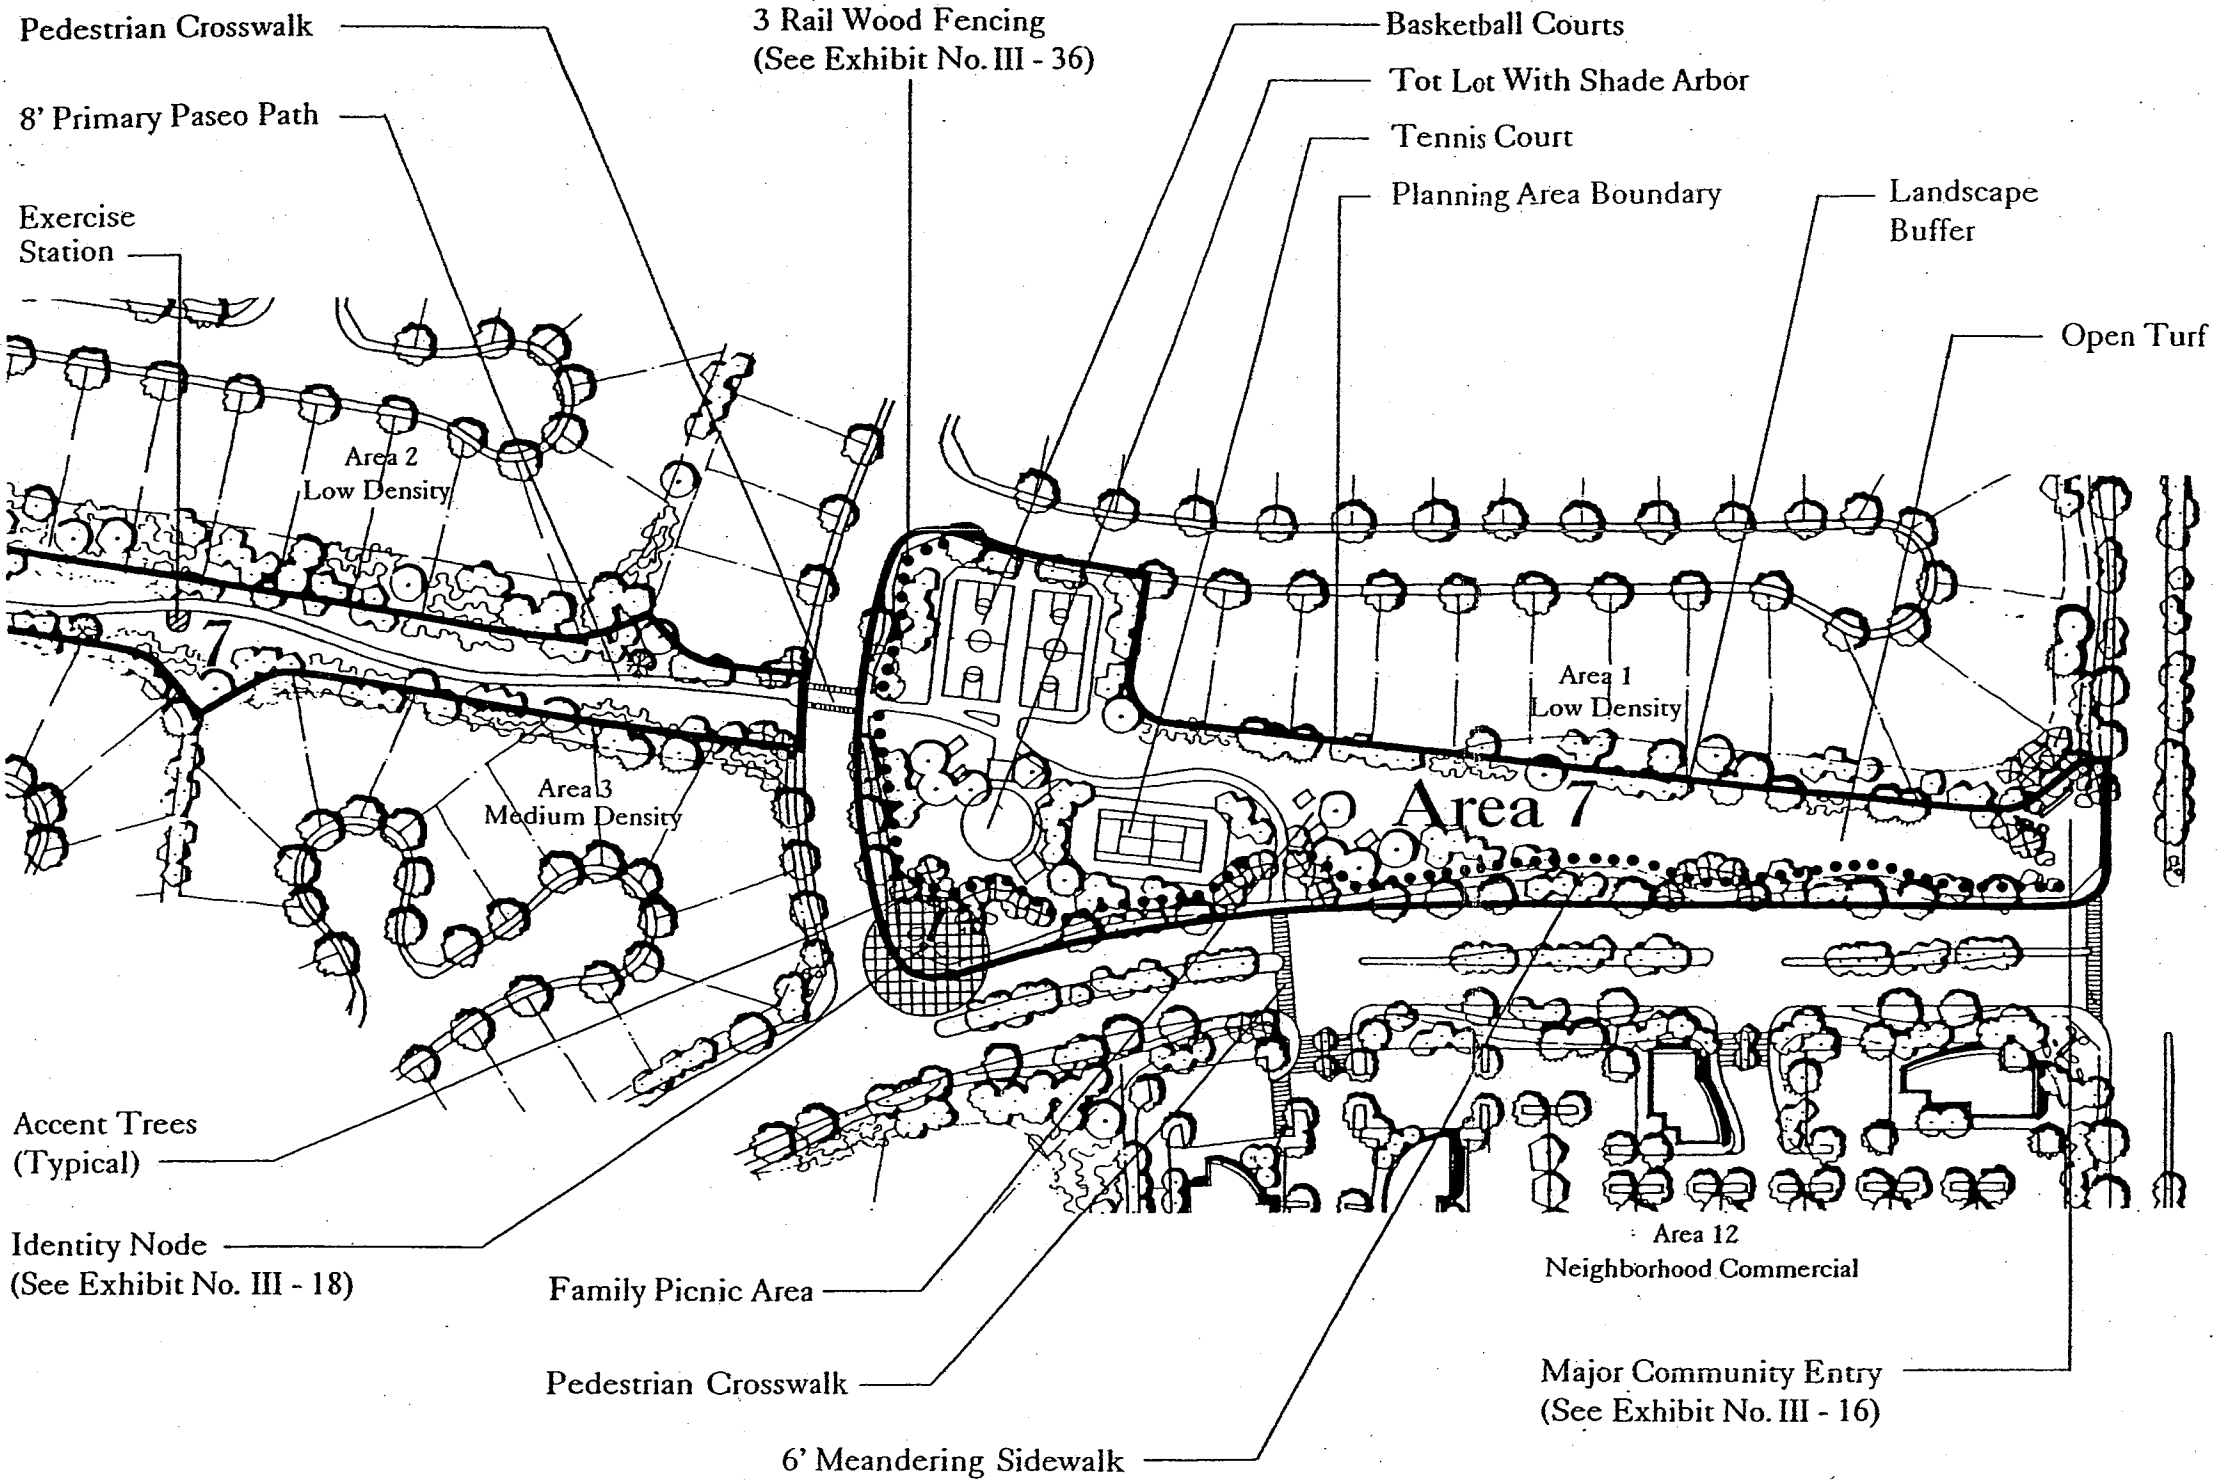 Pedestrian Crosswalk
3 Rail Wood Fencing
(See Exhibit No. III - 36)
Basketball Courts
Tot Lot With Shade Arbor
8' Primary Paseo Path
Tennis Court
Planning Area Boundary
Landscape
Buffer
Exercise
Station
Open Turf
Area 2
Low Density
5
7
Area 1
Low Density
Area 3
Medium Density
Area 7
Accent Trees
(Typical)
Identity Node
(See Exhibit No. III - 18)
Family Picnic Area
Area 12
Neighborhood Commercial
Pedestrian Crosswalk
Major Community Entry
(See Exhibit No. III - 16)
6' Meandering Sidewalk